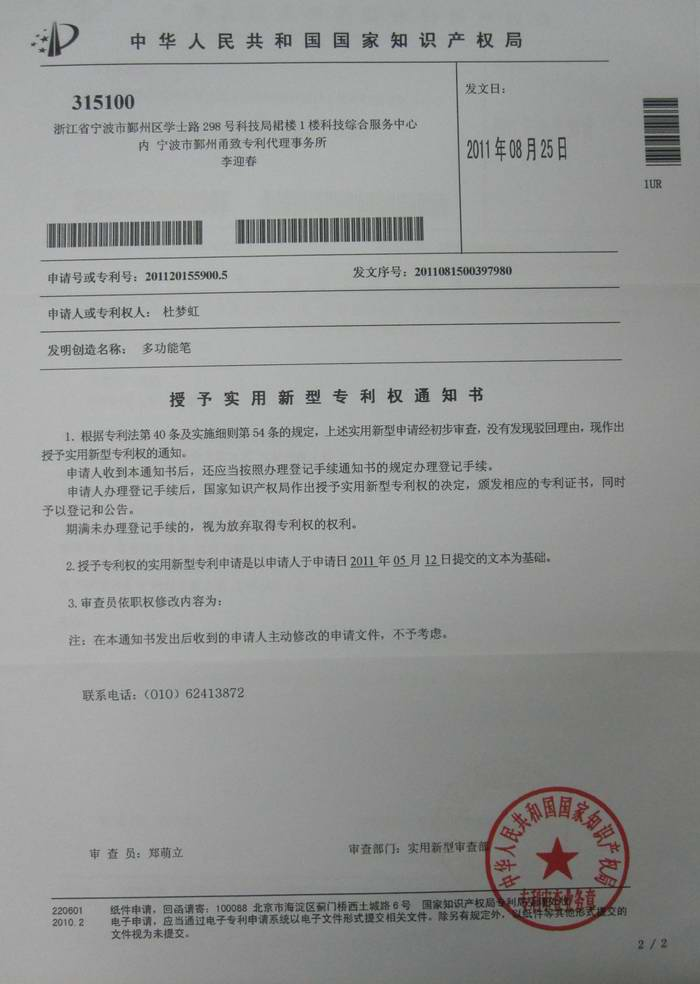 中华人民共和国国家知识产权局
315100
浙江省宁波市鄞州区学士路298号科技局裙楼1楼科技综合服务中心
内 宁波市鄞州甬致专利代理事务所
李迎春
发文日:
2011年08月25日
1UR
申请号或专利号: 201120155900.5
发文序号: 2011081500397980
申请人或专利权人: 杜梦虹
发明创造名称: 多功能笔
授予实用新型专利权通知书
1. 根据专利法第40条及实施细则第54条的规定,上述实用新型申请经初步审查,没有发现驳回理由,现作出
授予实用新型专利权的通知。
申请人收到本通知书后,还应当按照办理登记手续通知书的规定办理登记手续。
申请人办理登记手续后,国家知识产权局作出授予实用新型专利权的决定,颁发相应的专利证书,同时
予以登记和公告。
期满未办理登记手续的,视为放弃取得专利权的权利。
2. 授予专利权的实用新型专利申请是以申请人于申请日2011年05月12日提交的文本为基础。
3. 审查员依职权修改内容为:
注: 在本通知书发出后收到的申请人主动修改的申请文件,不予考虑。
联系电话: (010) 62413872
审 查 员: 郑萌立
审查部门: 实用新型审查部
中华人民共和国国家知识产权局
专利审查业务章
220601
2010.2
纸件申请,回函请寄: 100088 北京市海淀区蓟门桥西土城路6号 国家知识产权局专利局受理处收
电子申请,应当通过电子专利申请系统以电子文件形式提交相关文件。除另有规定外,以纸件等其他形式提交的
文件视为未提交。
2 / 2